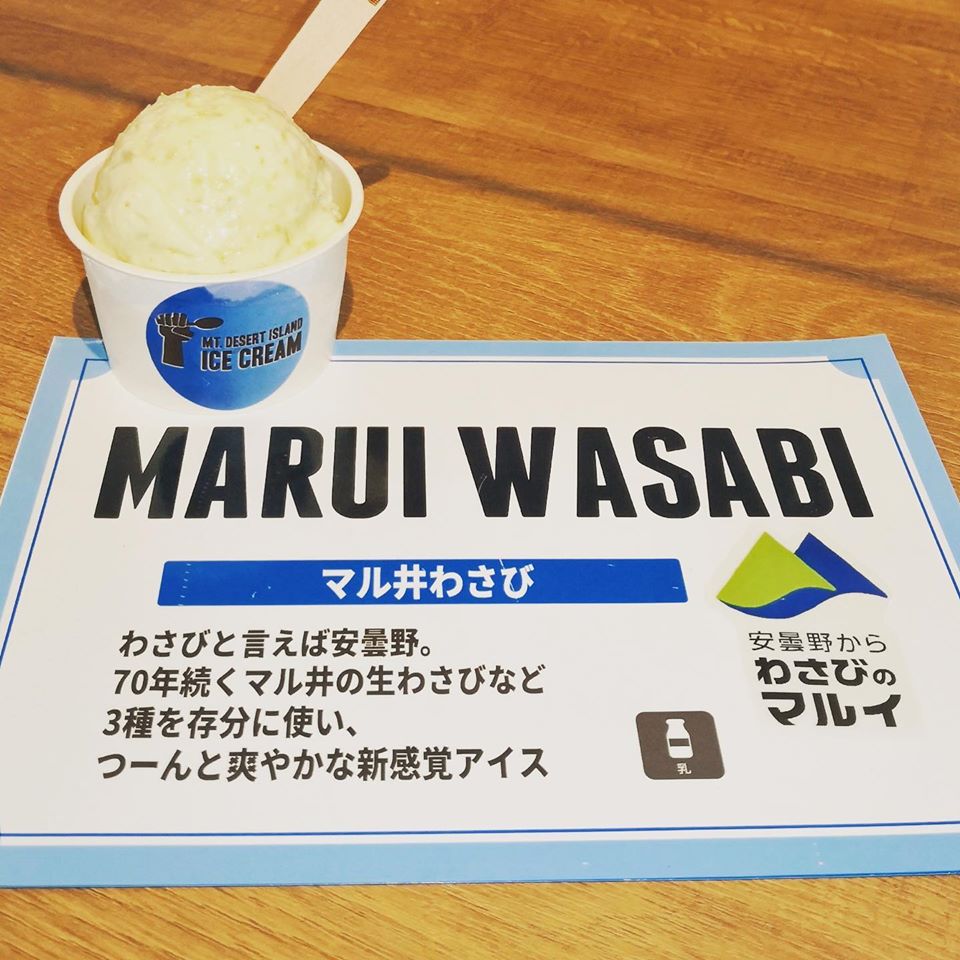 MT. DESERT ISLAND
ICE CREAM
MARUI WASABI
マル井わさび
わさびと言えば安曇野。
70年続くマル井の生わさびなど
3種を存分に使い、
つーんと爽やかな新感覚アイス
乳
安曇野から
わさびの
マルイ